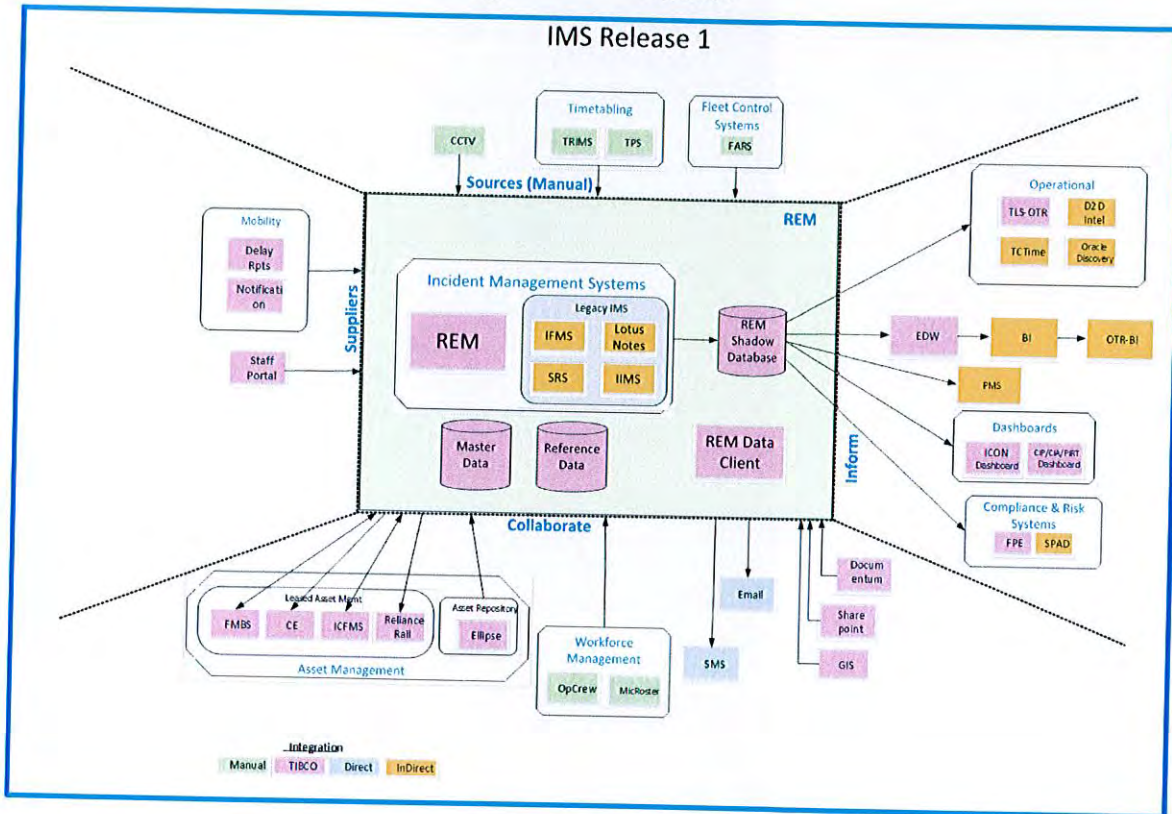 IMS Release 1
Timetabling
TRIMS
TPS
Fleet Control
Systems
FARS
CCTV
Sources (Manual)
REM
Operational
TLS-OTR
D2D
Intel
TCTime
Oracle
Discovery
Mobility
Delay
Rpts
Notificati
on
Suppliers
Staff
Portal
Incident Management Systems
REM
Legacy IMS
IFMS
Lotus
Notes
SRS
IIMS
REM
Shadow
Database
EDW
BI
OTR-BI
PMS
Master
Data
Reference
Data
REM Data
Client
Inform
Dashboards
ICON
Dashboard
CIP/CIA/PIRT
Dashboard
Compliance & Risk
Systems
FPE
SPAD
Collaborate
Leased Asset Mgmt
FMBS
CE
ICFMS
Reliance
Rail
Asset Repository
Ellipse
Asset Management
Workforce
Management
OpCrew
MicRoster
SMS
Email
Docum
entum
Share
point
GIS
Integration
Manual
TIBCO
Direct
InDirect